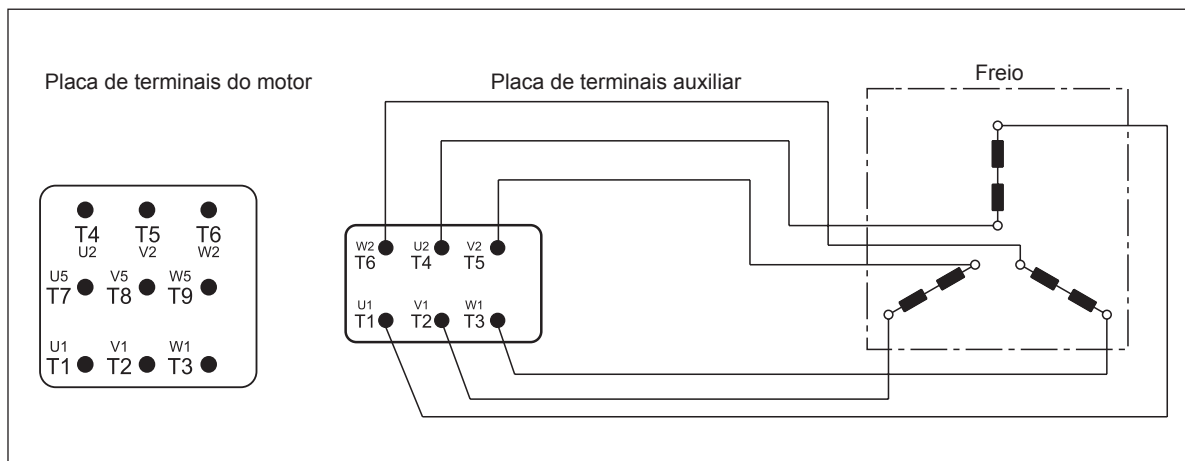 Placa de terminais do motor
Placa de terminais auxiliar
Freio
T4 T5 T6
U2 V2 W2
U5 V5 W5
T7 T8 T9
U1 V1 W1
T1 T2 T3
W2 U2 V2
T6 T4 T5
U1 V1 W1
T1 T2 T3